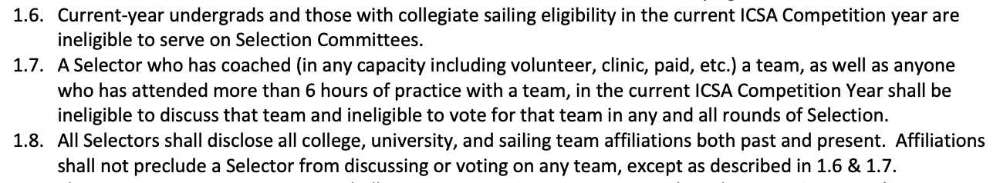 1.6. Current-year undergrads and those with collegiate sailing eligibility in the current ICSA Competition year are
ineligible to serve on Selection Committees.
1.7. A Selector who has coached (in any capacity including volunteer, clinic, paid, etc.) a team, as well as anyone
who has attended more than 6 hours of practice with a team, in the current ICSA Competition Year shall be
ineligible to discuss that team and ineligible to vote for that team in any and all rounds of Selection.
1.8. All Selectors shall disclose all college, university, and sailing team affiliations both past and present.  Affiliations
shall not preclude a Selector from discussing or voting on any team, except as described in 1.6 & 1.7.